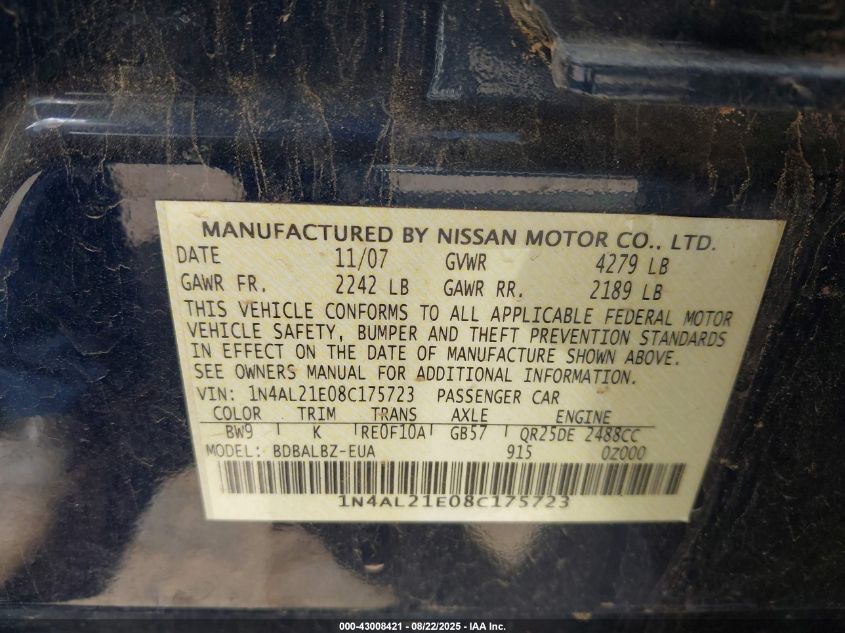 MANUFACTURED BY NISSAN MOTOR CO., LTD.
DATE 11/07 GVWR 4279 LB
GAWR FR. 2242 LB GAWR RR. 2189 LB
THIS VEHICLE CONFORMS TO ALL APPLICABLE FEDERAL MOTOR
VEHICLE SAFETY, BUMPER AND THEFT PREVENTION STANDARDS
IN EFFECT ON THE DATE OF MANUFACTURE SHOWN ABOVE.
SEE OWNERS MANUAL FOR ADDITIONAL INFORMATION.
VIN: 1N4AL21E08C175723 PASSENGER CAR
COLOR TRIM TRANS AXLE ENGINE
BW9 K RE0F10A GB57 QR25DE 2488CC
MODEL: BDBALBZ-EUA 915 0Z000
1N4AL21E08C175723
000-43008421 - 08/22/2025 - IAA Inc.